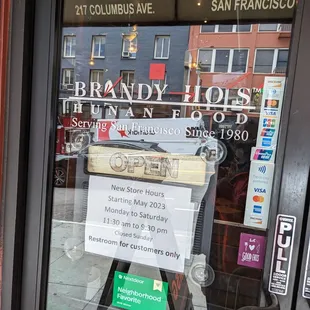 217 COLUMBUS AVE. SAN FRANCISCO
BRANDY HO'S™
HUNAN FOOD
Serving San Francisco Since 1980
OPEN
New Store Hours
Starting May 2023
Monday to Saturday
11:30 am to 9:30 pm
Closed Sunday
Restroom for customers only
Nextdoor
Neighborhood
Favorite
VISA
PULL